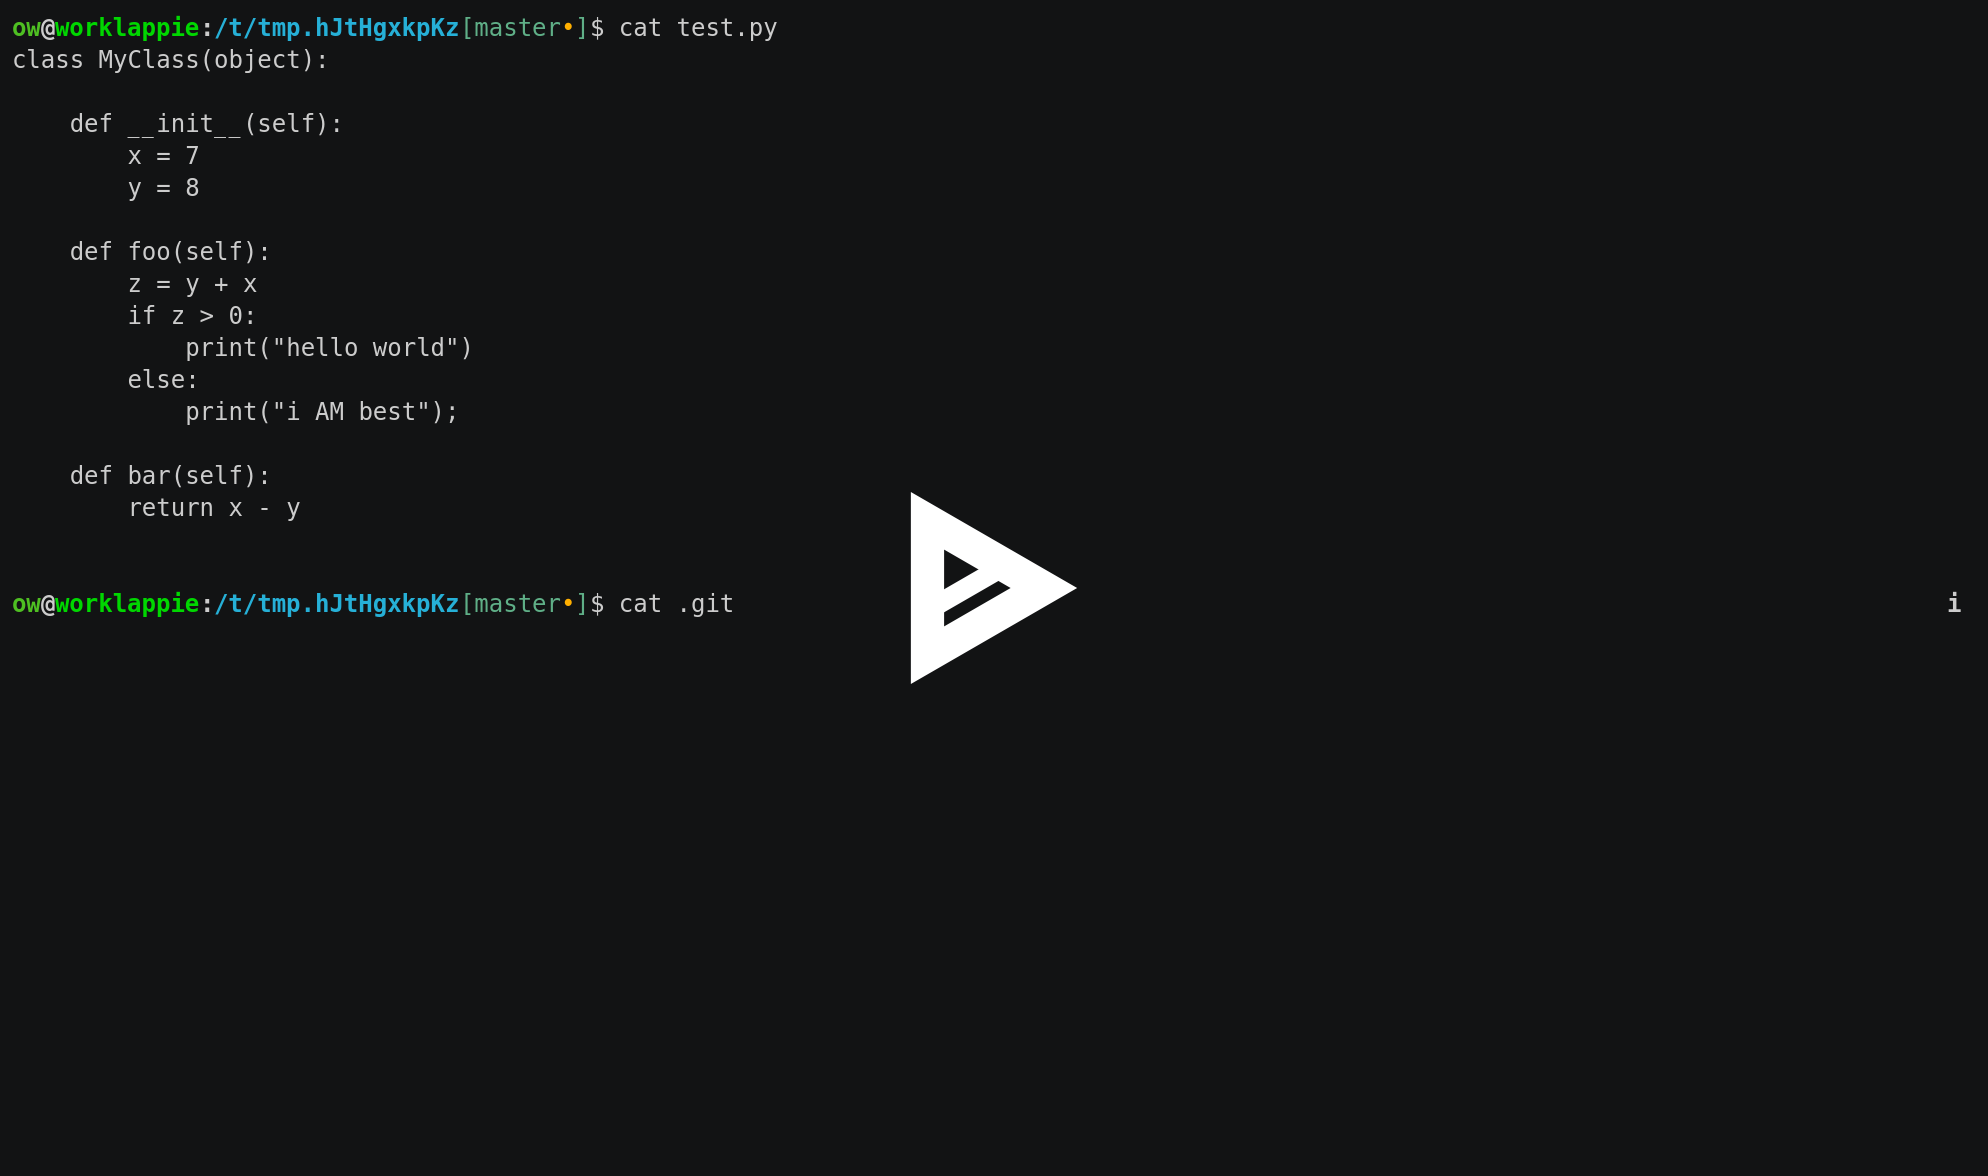 ow@worklappie:/t/tmp.hJtHgxkpKz[master•]$ cat test.py
class MyClass(object):
    def __init__(self):
        x = 7
        y = 8
    def foo(self):
        z = y + x
        if z > 0:
            print("hello world")
        else:
            print("i AM best");
    def bar(self):
        return x - y
ow@worklappie:/t/tmp.hJtHgxkpKz[master•]$ cat .git i